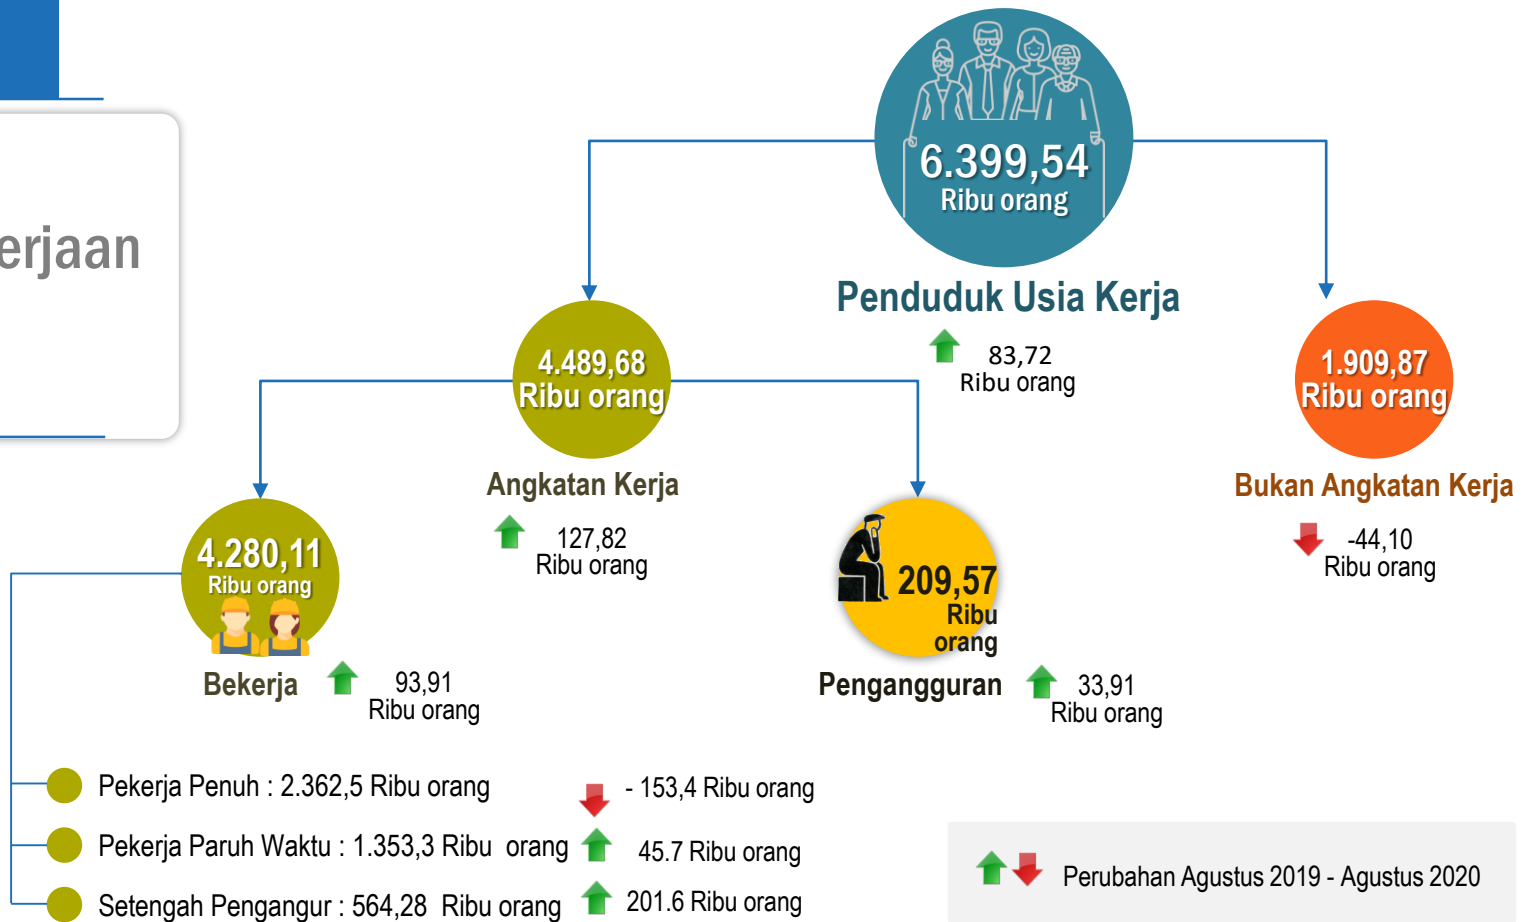 erjaan
6.399,54
Ribu orang
Penduduk Usia Kerja
83,72
Ribu orang
4.489,68
Ribu orang
Angkatan Kerja
127,82
Ribu orang
1.909,87
Ribu orang
Bukan Angkatan Kerja
-44,10
Ribu orang
4.280,11
Ribu orang
Bekerja
93,91
Ribu orang
209,57
Ribu
orang
Pengangguran
33,91
Ribu orang
Pekerja Penuh : 2.362,5 Ribu orang
- 153,4 Ribu orang
Pekerja Paruh Waktu : 1.353,3 Ribu orang
45.7 Ribu orang
Setengah Pengangur : 564,28 Ribu orang
201.6 Ribu orang
Perubahan Agustus 2019 - Agustus 2020